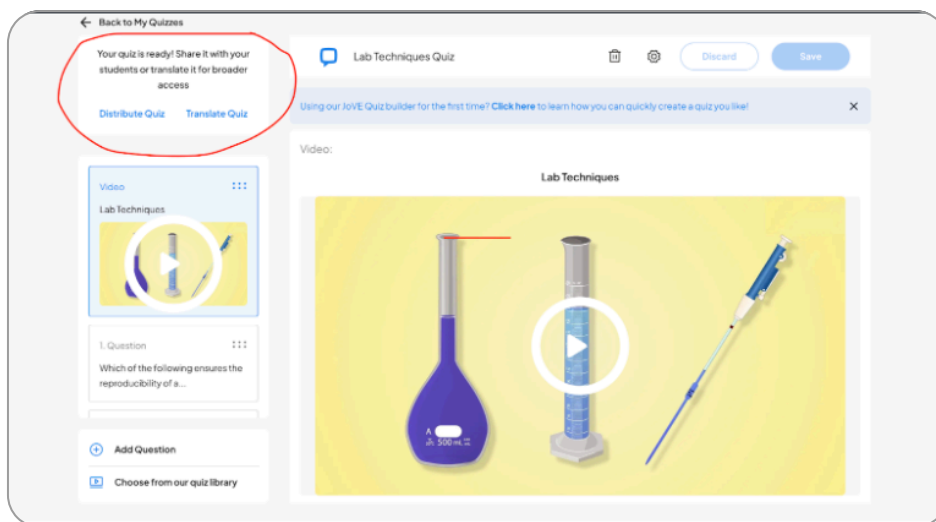 Back to My Quizzes
Your quiz is ready! Share it with your
students or translate it for broader
access
Distribute Quiz Translate Quiz
Lab Techniques Quiz
Discard
Save
Using our JoVE Quiz builder for the first time? Click here to learn how you can quickly create a quiz you like!
Video:
Lab Techniques
Video
Lab Techniques
1. Question
Which of the following ensures the
reproducibility of a...
Add Question
Choose from our quiz library
A
500 mL